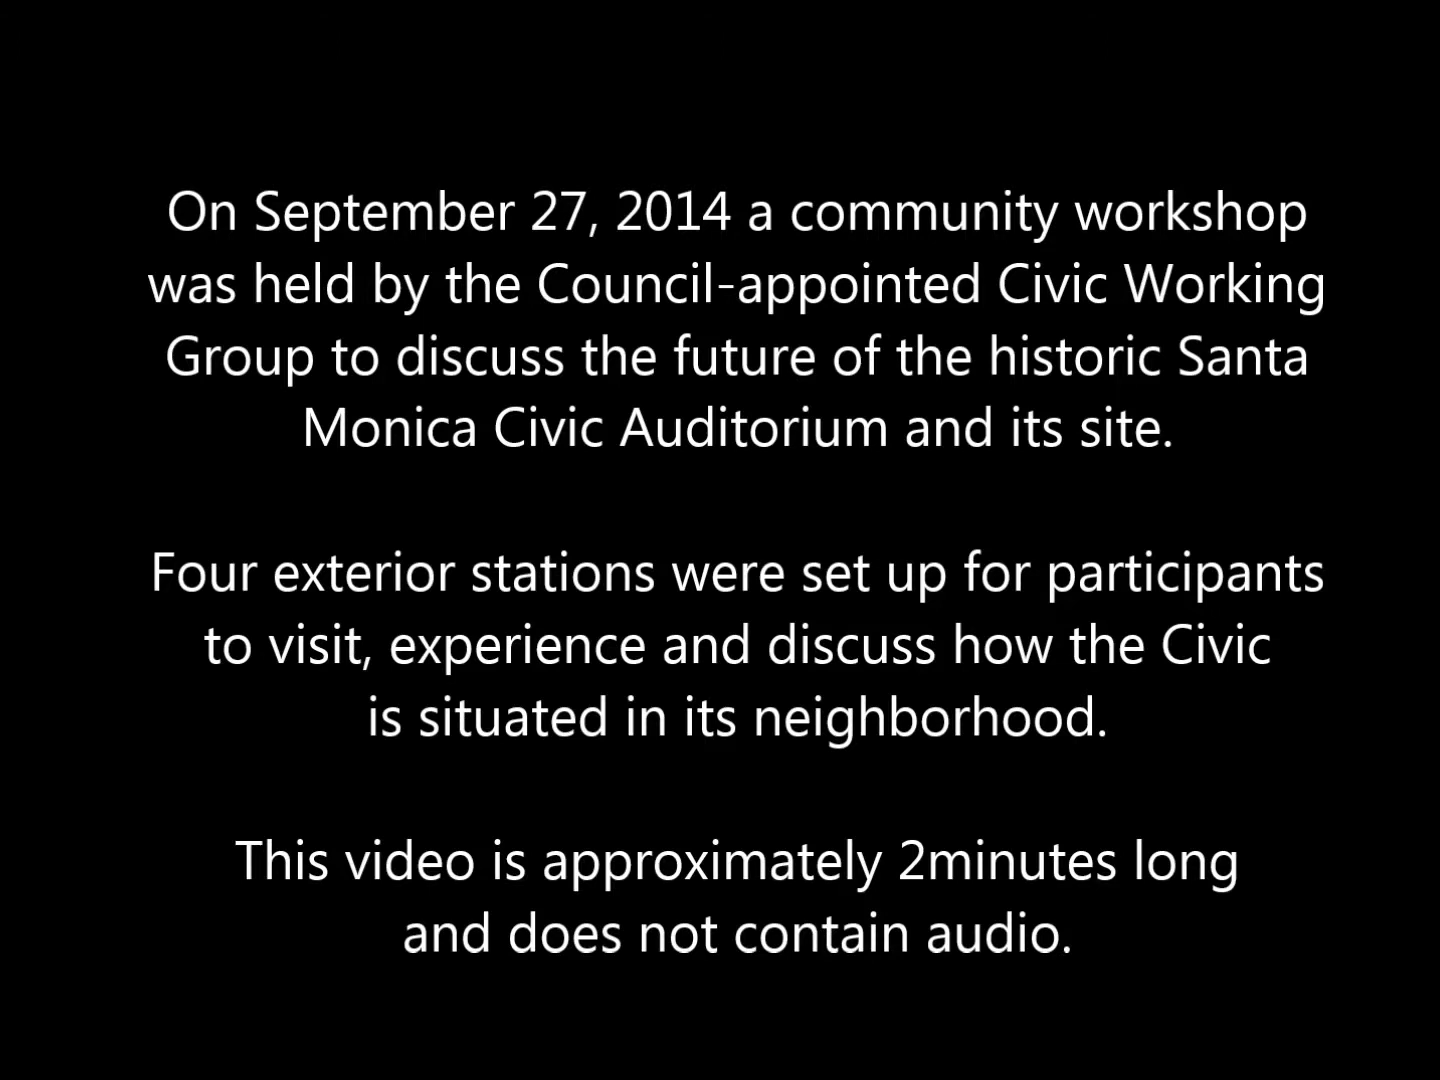 On September 27, 2014 a community workshop
was held by the Council-appointed Civic Working
Group to discuss the future of the historic Santa
Monica Civic Auditorium and its site.
Four exterior stations were set up for participants
to visit, experience and discuss how the Civic
is situated in its neighborhood.
This video is approximately 2minutes long
and does not contain audio.